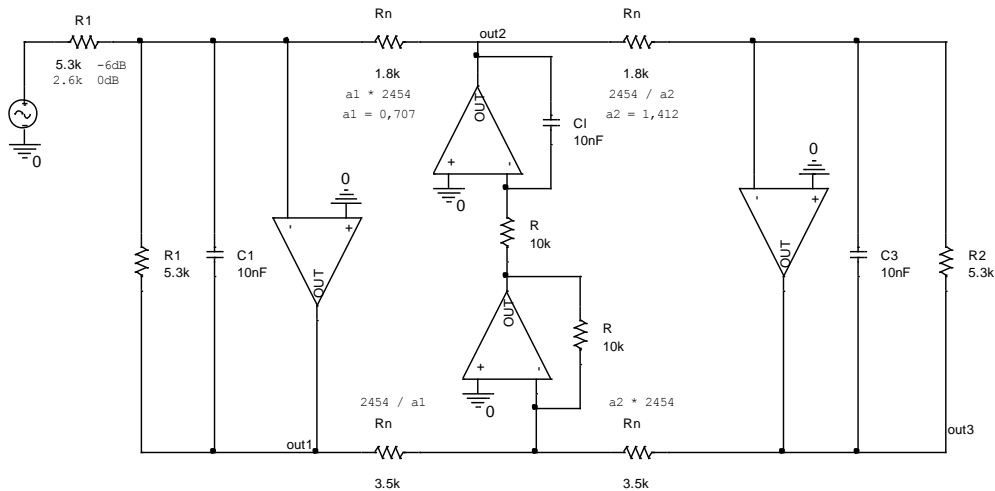 R1
5.3k -6dB
2.6k 0dB
0
Rn
1.8k
a1 * 2454
a1 = 0,707
out2
Rn
1.8k
2454 / a2
a2 = 1,412
+
-
OUT
CI
10nF
0
R
10k
R1
5.3k
C1
10nF
0
-
+
OUT
0
-
+
OUT
C3
10nF
R2
5.3k
OUT
+
-
0
R
10k
2454 / a1
Rn
3.5k
a2 * 2454
Rn
3.5k
out1
out3